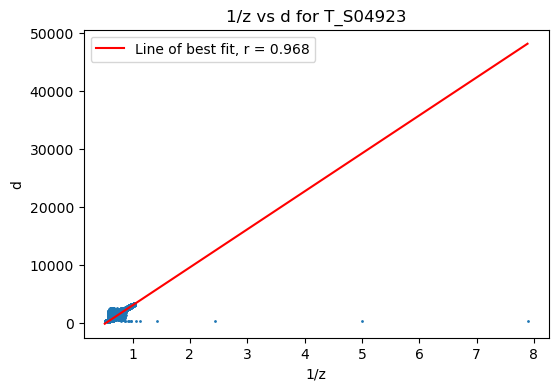 1/z vs d for T_S04923
Line of best fit, r = 0.968
50000
40000
30000
20000
10000
0
d
1 2 3 4 5 6 7 8
1/z